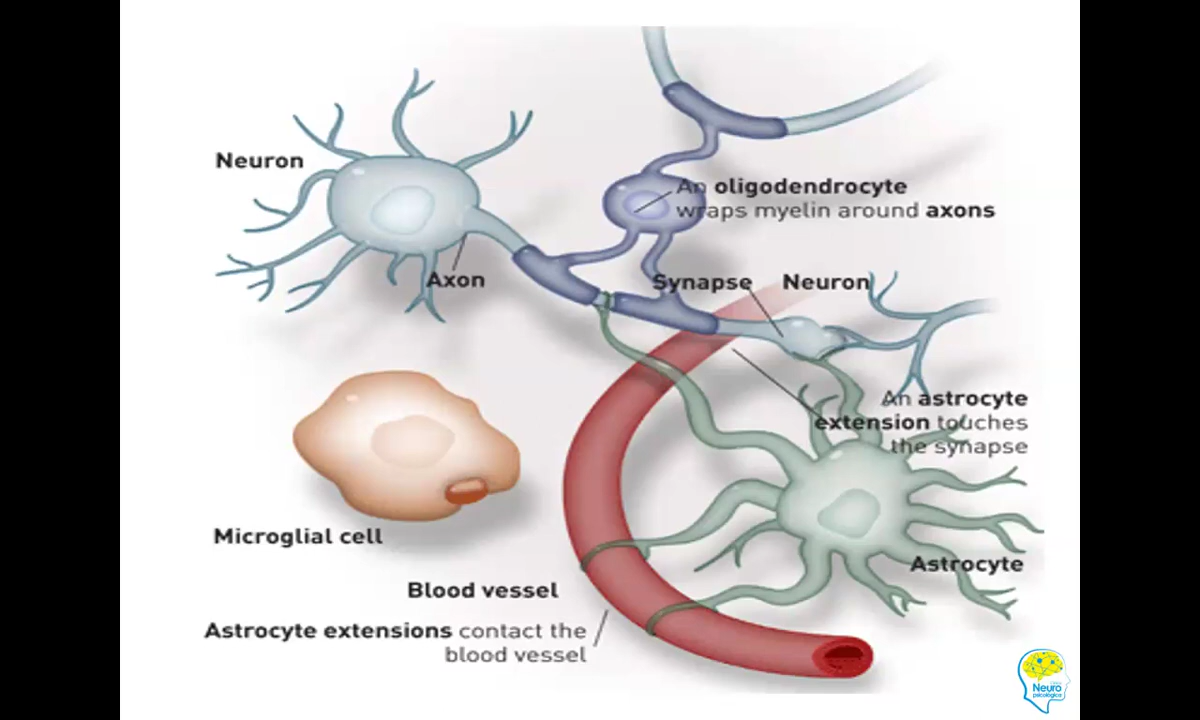 Neuron
An oligodendrocyte
wraps myelin around axons
Axon
Synapse
Neuron
An astrocyte
extension touches
the synapse
Microglial cell
Astrocyte
Blood vessel
Astrocyte extensions contact the
blood vessel
Neuro
psicológica